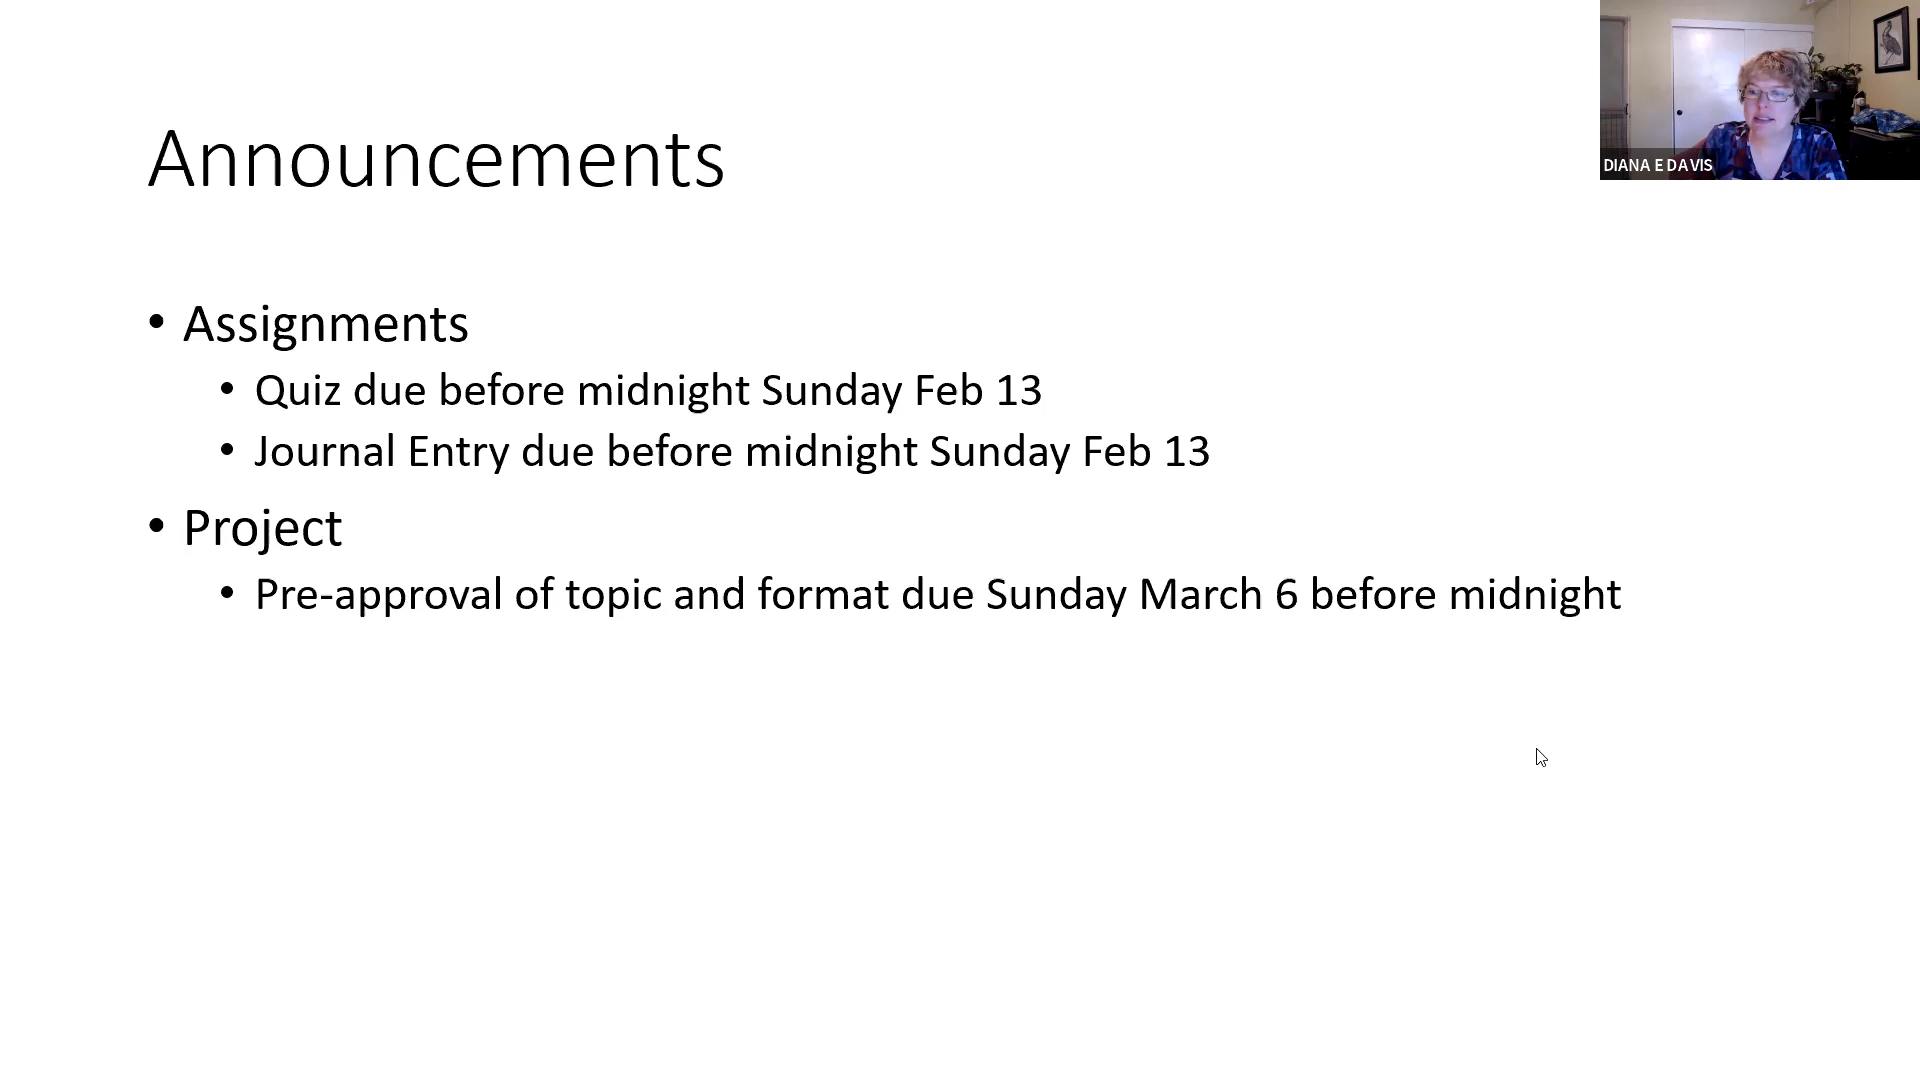 Announcements
• Assignments
• Quiz due before midnight Sunday Feb 13
• Journal Entry due before midnight Sunday Feb 13
• Project
• Pre-approval of topic and format due Sunday March 6 before midnight
DIANA E DAVIS